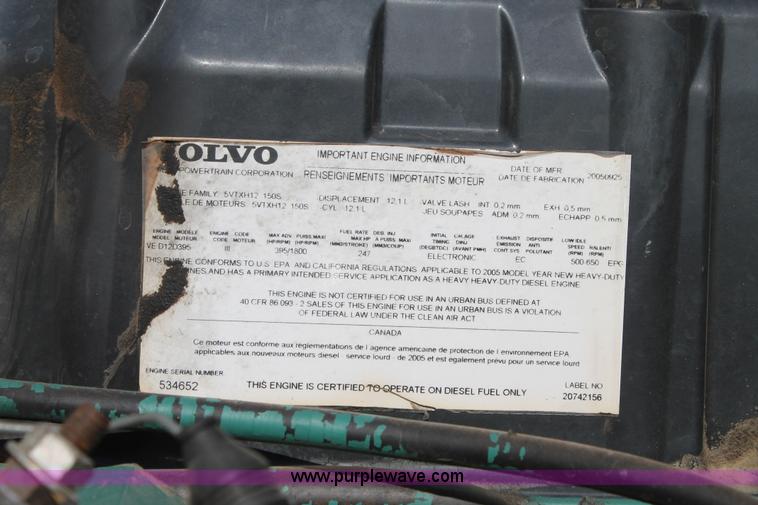 OLVO
IMPORTANT ENGINE INFORMATION
DATE OF MFR.
POWERTRAIN CORPORATION
RENSEIGNEMENTS IMPORTANTS MOTEUR
DATE DE FABRICATION 20050925
E FAMILY: 5VTXH12.150S DISPLACEMENT 12.1 L VALVE LASH INT 0.2 mm EXH 0.5 mm
LE DE MOTEURS: 5VTXH12.150S -CYL 12.1 L JEU SOUPAPES ADM 0.2 mm ECHAPP 0.5 mm
ENGINE MODELE ENGINE CODE MAX ADV. PUISS.MAXI FUEL RATE DEB. INJ INITIAL CALAGE EXHAUST DISPOSITIF LOW IDLE
MODEL MOTEUR: CODE MOTEUR (HP/RPM) (HP/RPM) MAX HP A PUISS. MAXI TIMING DINJ EMISSION ANTI SPEED RALENTI
(MM3/STROKE) (MM3/COUP) (DEGBTDC) (AVANT PMH) CONT.SYS POLLUT (RPM) (RPM)
VE D12D395 III 395/1800 247 ELECTRONIC EC 500-650 EPC
THIS ENGINE CONFORMS TO U.S. EPA AND CALIFORNIA REGULATIONS APPLICABLE TO 2005 MODEL YEAR NEW HEAVY-DUTY
INES AND HAS A PRIMARY INTENDED SERVICE APPLICATION AS A HEAVY HEAVY-DUTY DIESEL ENGINE
THIS ENGINE IS NOT CERTIFIED FOR USE IN AN URBAN BUS DEFINED AT
40 CFR 86.093 - 2 SALES OF THIS ENGINE FOR USE IN AN URBAN BUS IS A VIOLATION
OF FEDERAL LAW UNDER THE CLEAN AIR ACT
CANADA
Ce moteur est conforme aux réglementations de l agence americaine de protection de l environnement EPA
applicables aux nouveaux moteurs diesel - service lourd - de 2005 et est également prévu pour un service lourd
ENGINE SERIAL NUMBER
534652
THIS ENGINE IS CERTIFIED TO OPERATE ON DIESEL FUEL ONLY
LABEL NO
20742156
www.purplewave.com